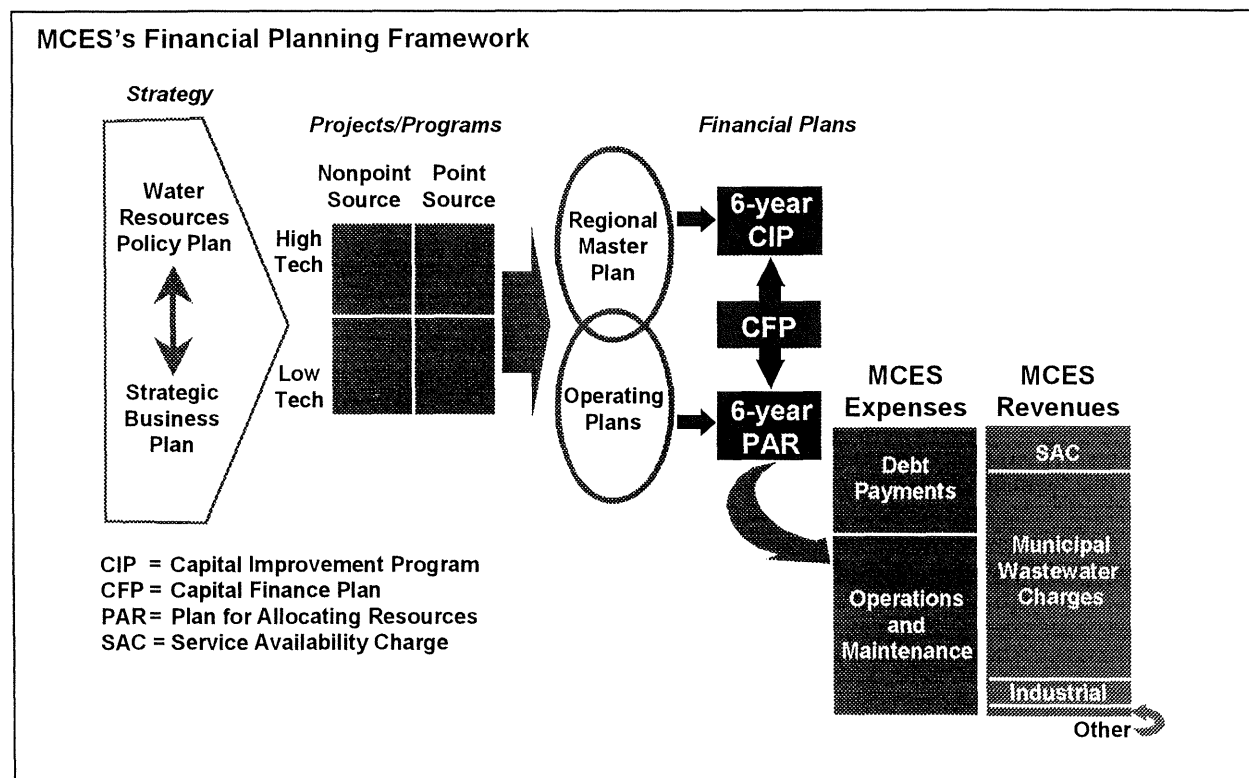 MCES's Financial Planning Framework
Strategy
Projects/Programs
Financial Plans
Water
Resources
Policy Plan
Strategic
Business
Plan
Nonpoint
Source
Point
Source
High
Tech
Low
Tech
Regional
Master
Plan
Operating
Plans
6-year
CIP
CFP
6-year
PAR
MCES
Expenses
Debt
Payments
Operations
and
Maintenance
MCES
Revenues
SAC
Municipal
Wastewater
Charges
Industrial
Other
CIP = Capital Improvement Program
CFP = Capital Finance Plan
PAR= Plan for Allocating Resources
SAC = Service Availability Charge